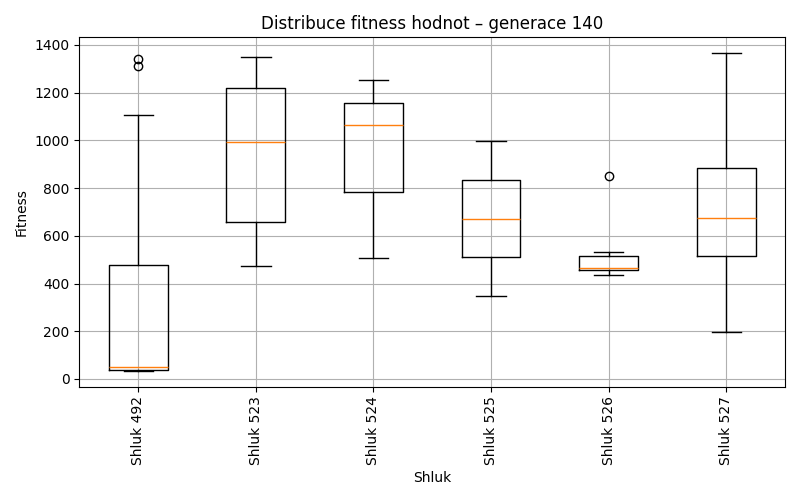 Distribuce fitness hodnot – generace 140
Fitness
1400
1200
1000
800
600
400
200
0
Shluk 492
Shluk 523
Shluk 524
Shluk 525
Shluk 526
Shluk 527
Shluk